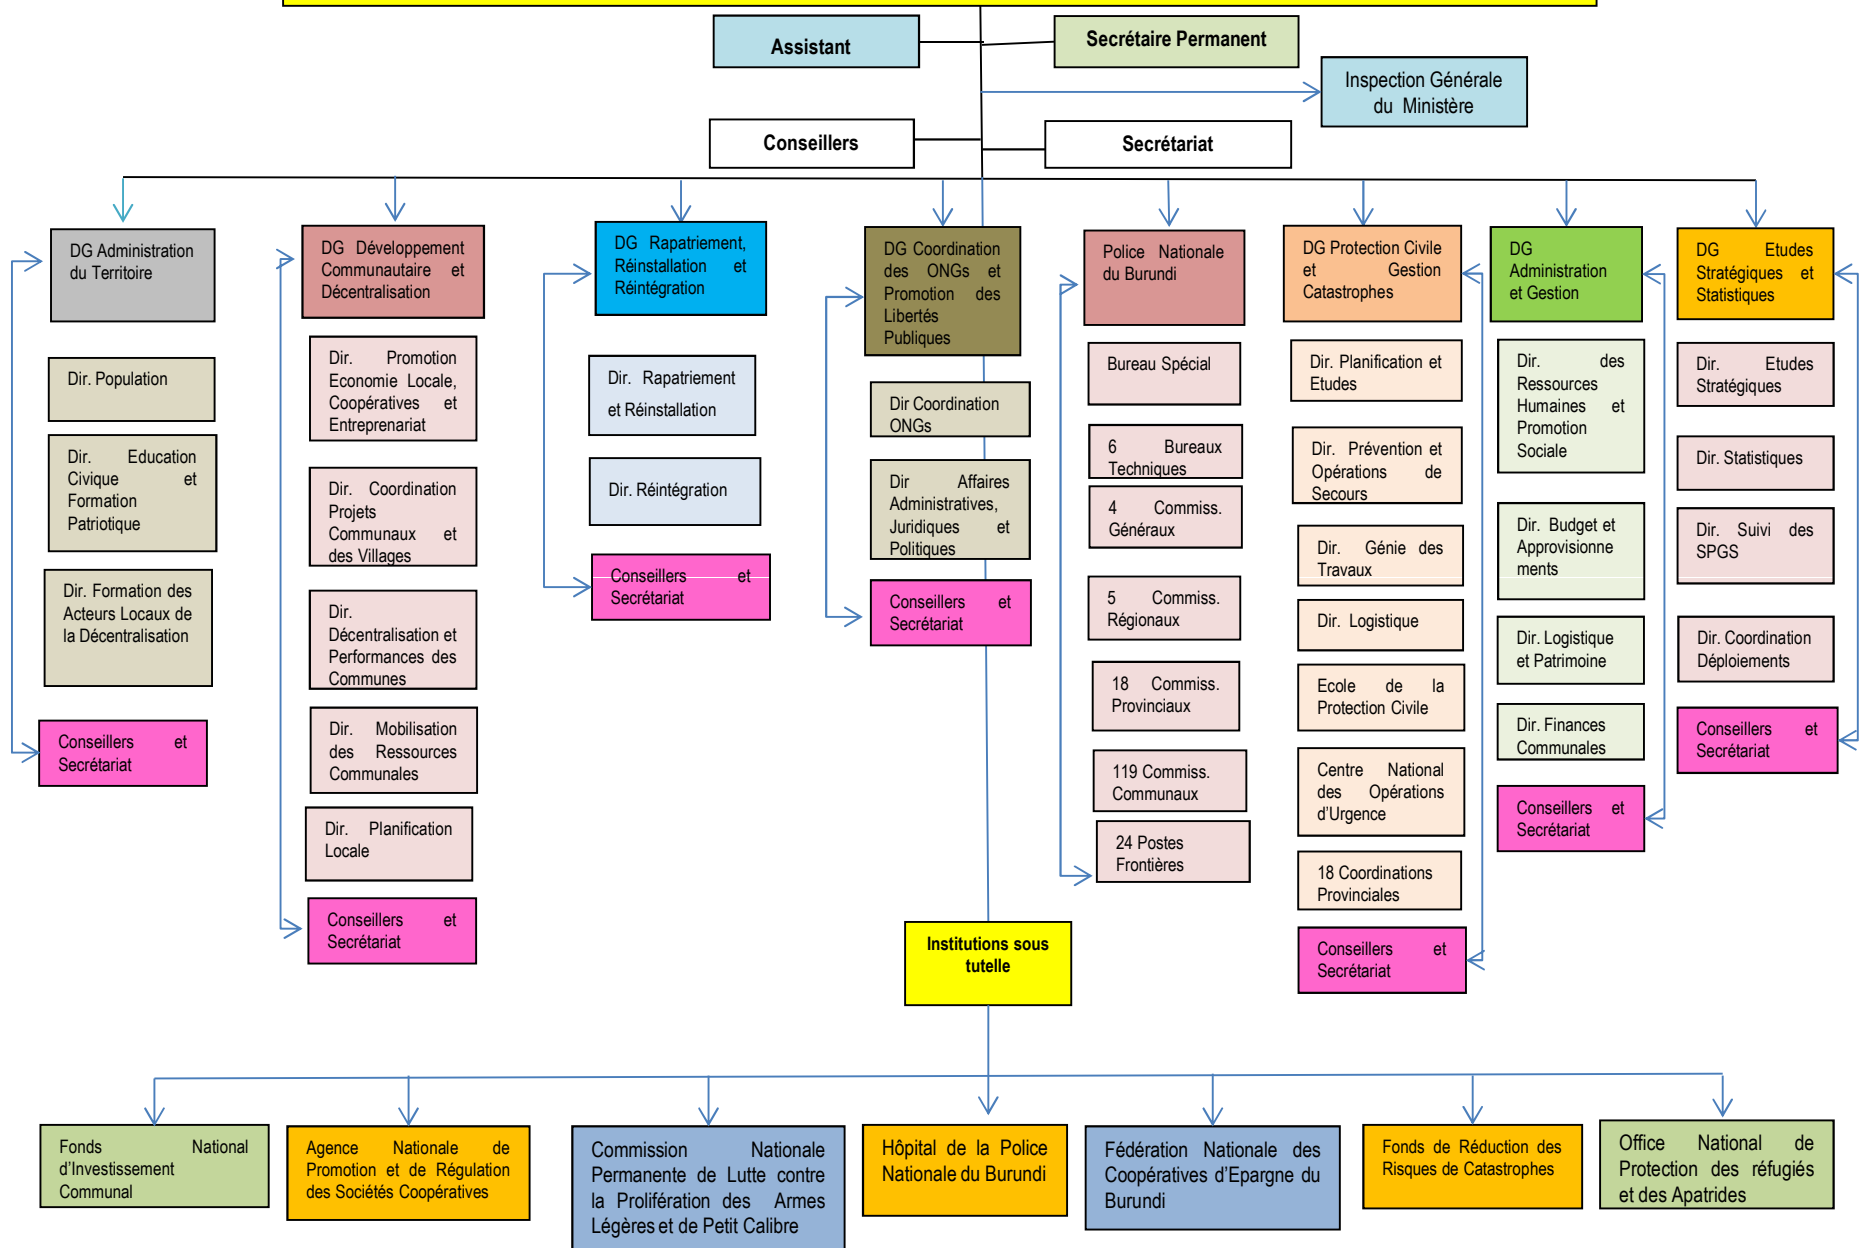 Assistant
Secrétaire Permanent
Inspection Générale
du Ministère
Conseillers
Secrétariat
DG Administration
du Territoire
Dir. Population
Dir. Education
Civique et
Formation
Patriotique
Dir. Formation des
Acteurs Locaux de
la Décentralisation
Conseillers et
Secrétariat
DG Développement
Communautaire et
Décentralisation
Dir. Promotion
Economie Locale,
Coopératives et
Entreprenariat
Dir. Coordination
Projets
Communaux et
des Villages
Dir.
Décentralisation et
Performances des
Communes
Dir. Mobilisation
des Ressources
Communales
Dir. Planification
Locale
Conseillers et
Secrétariat
DG Rapatriement,
Réinstallation et
Réintégration
Dir. Rapatriement
et Réinstallation
Dir. Réintégration
Conseillers et
Secrétariat
DG Coordination
des ONGs et
Promotion des
Libertés
Publiques
Dir Coordination
ONGs
Dir Affaires
Administratives,
Juridiques et
Politiques
Conseillers et
Secrétariat
Police Nationale
du Burundi
Bureau Spécial
6 Bureaux
Techniques
4 Commiss.
Généraux
5 Commiss.
Régionaux
18 Commiss.
Provinciaux
119 Commiss.
Communaux
24 Postes
Frontières
DG Protection Civile
et Gestion
Catastrophes
Dir. Planification et
Etudes
Dir. Prévention et
Opérations de
Secours
Dir. Génie des
Travaux
Dir. Logistique
Ecole de la
Protection Civile
Centre National
des Opérations
d'Urgence
18 Coordinations
Provinciales
Conseillers et
Secrétariat
DG
Administration
et Gestion
Dir. des
Ressources
Humaines et
Promotion
Sociale
Dir. Budget et
Approvisionne
ments
Dir. Logistique
et Patrimoine
Dir. Finances
Communales
Conseillers et
Secrétariat
DG Etudes
Stratégiques et
Statistiques
Dir. Etudes
Stratégiques
Dir. Statistiques
Dir. Suivi des
SPGS
Dir. Coordination
Déploiements
Conseillers et
Secrétariat
Institutions sous
tutelle
Fonds National
d'Investissement
Communal
Agence Nationale de
Promotion et de Régulation
des Sociétés Coopératives
Commission Nationale
Permanente de Lutte contre
la Prolifération des Armes
Légères et de Petit Calibre
Hôpital de la Police
Nationale du Burundi
Fédération Nationale des
Coopératives d'Epargne du
Burundi
Fonds de Réduction des
Risques de Catastrophes
Office National de
Protection des réfugiés
et des Apatrides